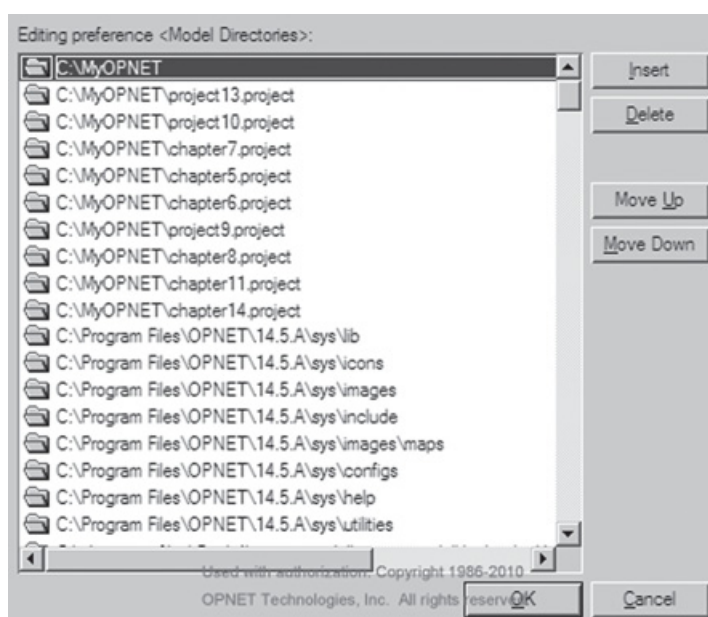 Editing preference <Model Directories>:
C:\MyOPNET
C:\MyOPNET\project13.project
C:\MyOPNET\project10.project
C:\MyOPNET\chapter7.project
C:\MyOPNET\chapter5.project
C:\MyOPNET\chapter6.project
C:\MyOPNET\project9.project
C:\MyOPNET\chapter8.project
C:\MyOPNET\chapter11.project
C:\MyOPNET\chapter14.project
C:\Program Files\OPNET\14.5.A\sys\lib
C:\Program Files\OPNET\14.5.A\sys\icons
C:\Program Files\OPNET\14.5.A\sys\images
C:\Program Files\OPNET\14.5.A\sys\include
C:\Program Files\OPNET\14.5.A\sys\images\maps
C:\Program Files\OPNET\14.5.A\sys\configs
C:\Program Files\OPNET\14.5.A\sys\help
C:\Program Files\OPNET\14.5.A\sys\utilities
Insert
Delete
Move Up
Move Down
Used with authorization. Copyright 1986-2010
OPNET Technologies, Inc. All rights
OK
Cancel